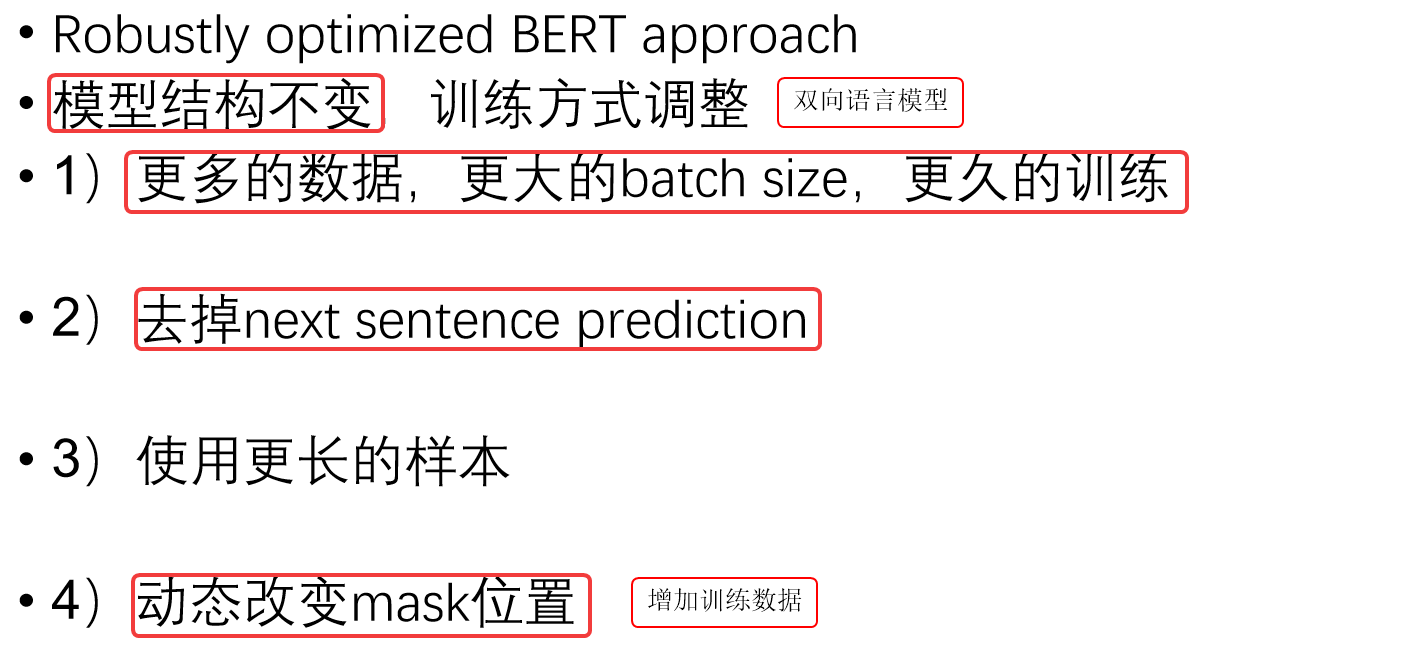 • Robustly optimized BERT approach
• 模型结构不变 训练方式调整 双向语言模型
• 1）更多的数据，更大的batch size，更久的训练
• 2）去掉next sentence prediction
• 3）使用更长的样本
• 4）动态改变mask位置 增加训练数据